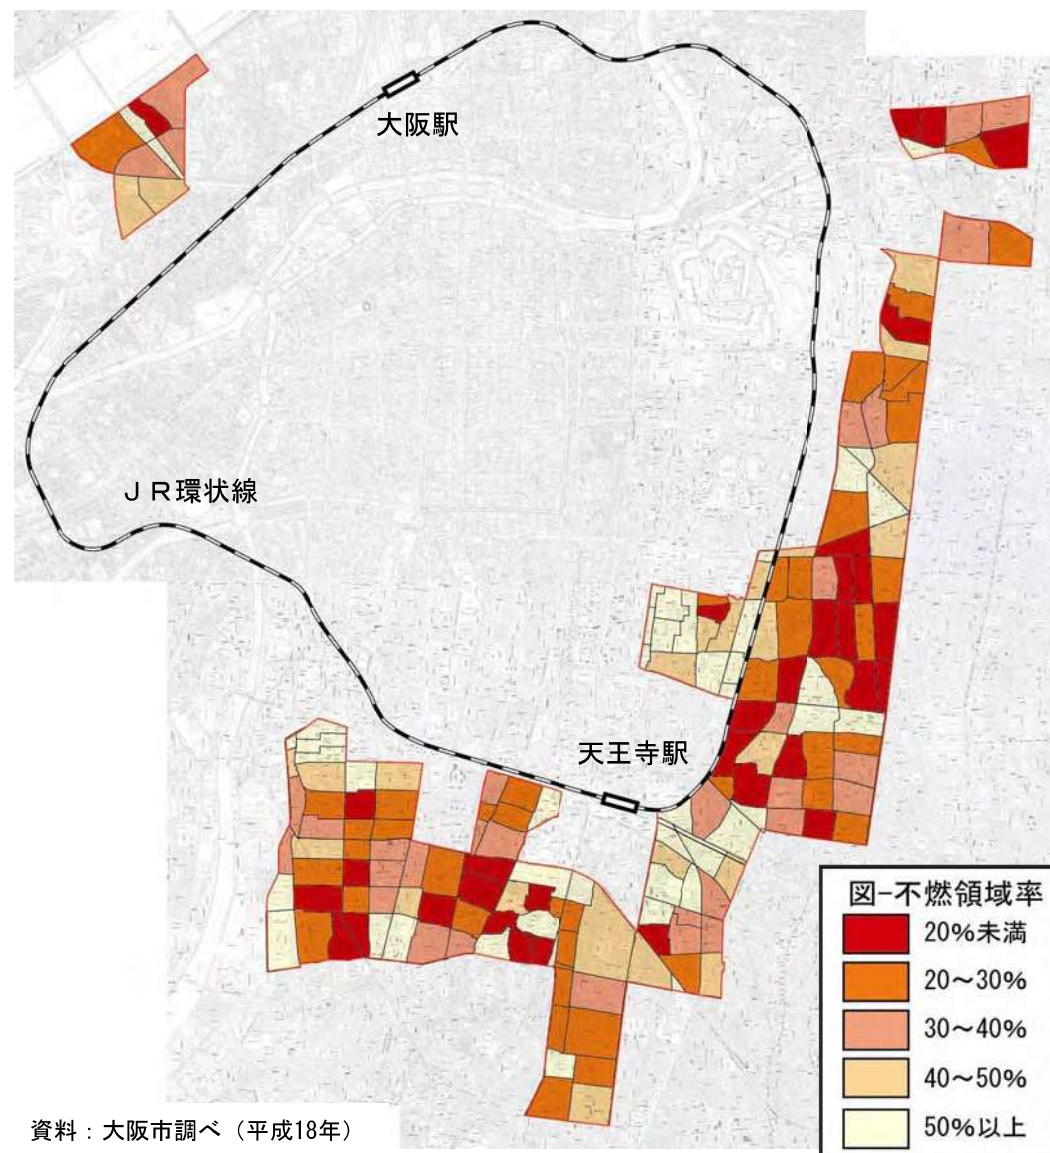 大阪駅
ＪＲ環状線
天王寺駅
図−不燃領域率
20％未満
20〜30％
30〜40％
40〜50％
50％以上
資料：大阪市調べ（平成18年）